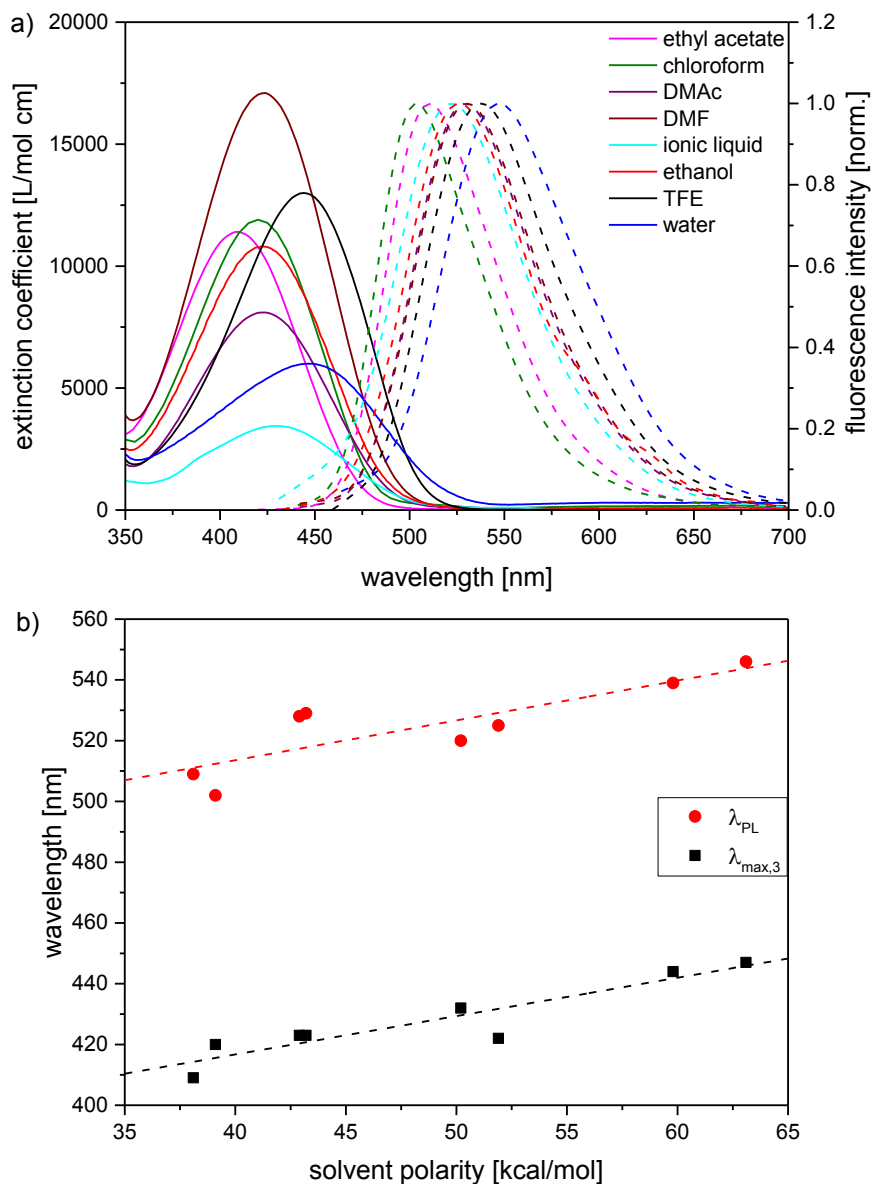 a)
20000
15000
10000
5000
0
extinction coefficient [L/mol cm]
1.2
1.0
0.8
0.6
0.4
0.2
0.0
fluorescence intensity [norm.]
ethyl acetate
chloroform
DMAc
DMF
ionic liquid
ethanol
TFE
water
350 400 450 500 550 600 650 700
wavelength [nm]
b)
560
540
520
500
480
460
440
420
400
wavelength [nm]
λPL
λmax,3
35 40 45 50 55 60 65
solvent polarity [kcal/mol]